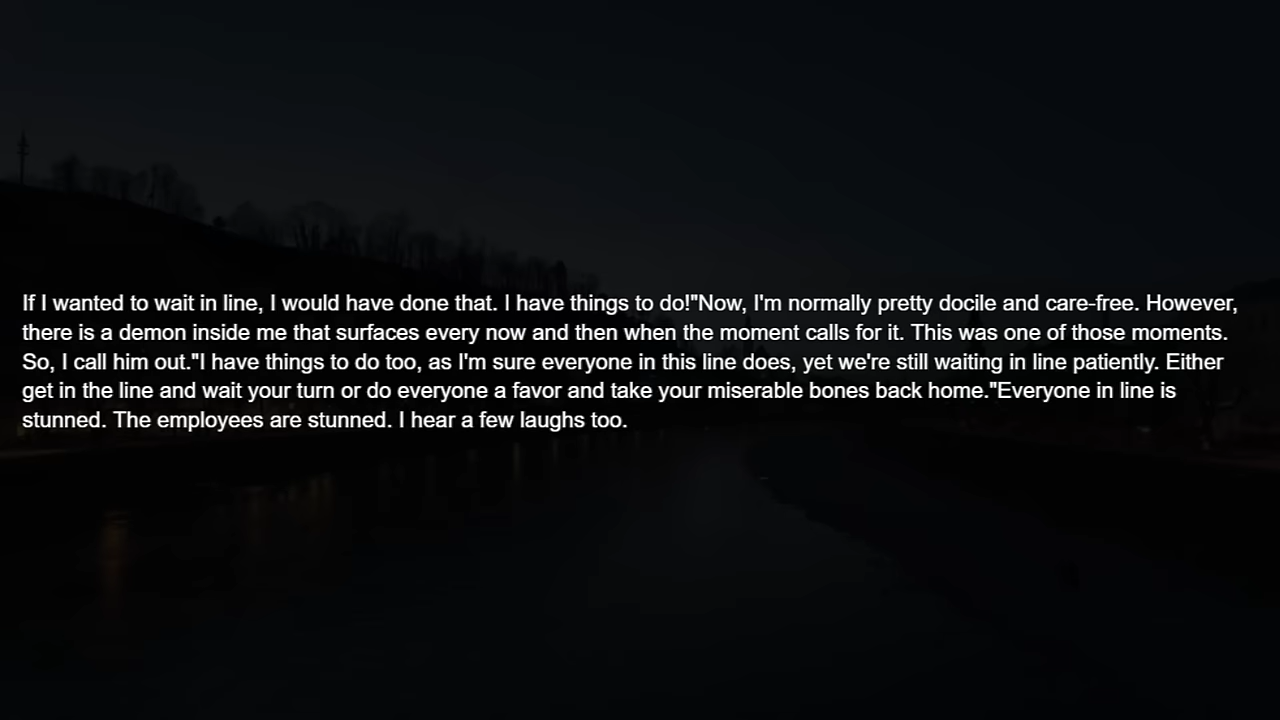 If I wanted to wait in line, I would have done that. I have things to do!"Now, I'm normally pretty docile and care-free. However,
there is a demon inside me that surfaces every now and then when the moment calls for it. This was one of those moments.
So, I call him out."I have things to do too, as I'm sure everyone in this line does, yet we're still waiting in line patiently. Either
get in the line and wait your turn or do everyone a favor and take your miserable bones back home."Everyone in line is
stunned. The employees are stunned. I hear a few laughs too.